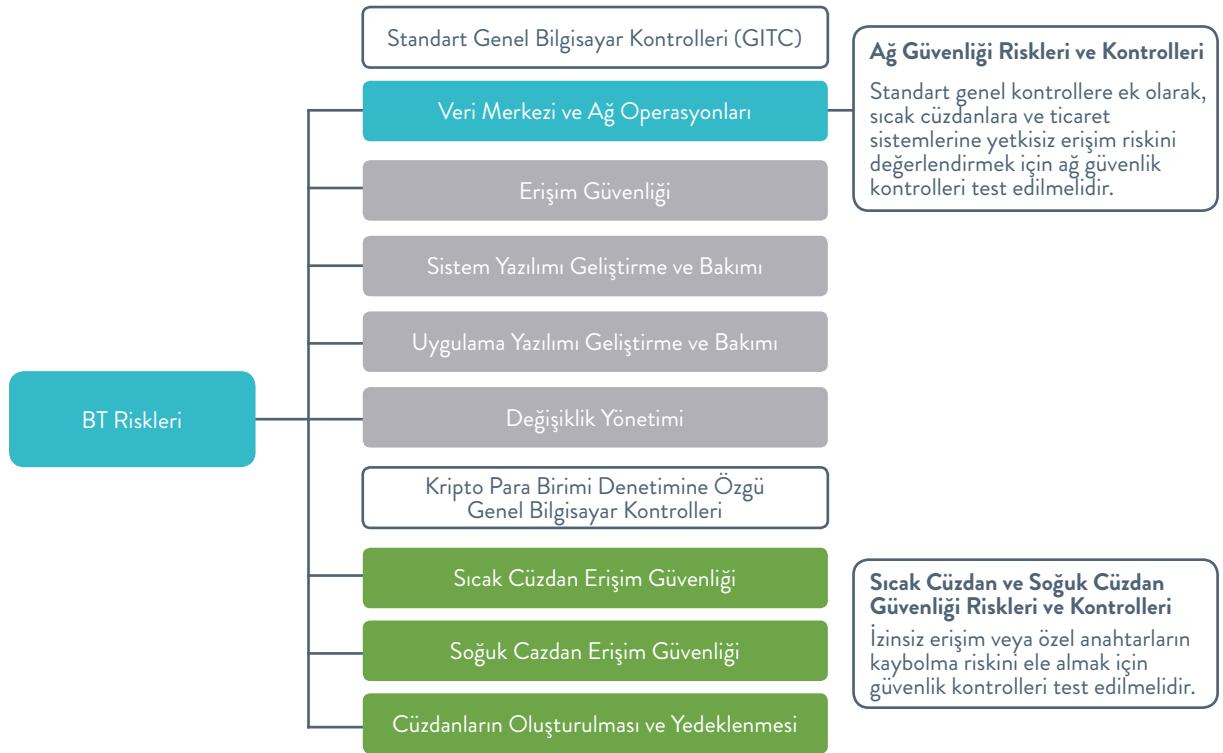 Standart Genel Bilgisayar Kontrolleri (GITC)
Veri Merkezi ve Ağ Operasyonları
Ağ Güvenliği Riskleri ve Kontrolleri
Standart genel kontrollere ek olarak,
sıcak cüzdanlara ve ticaret
sistemlerine yetkisiz erişim riskini
değerlendirmek için ağ güvenlik
kontrolleri test edilmelidir.
Erişim Güvenliği
Sistem Yazılımı Geliştirme ve Bakımı
Uygulama Yazılımı Geliştirme ve Bakımı
BT Riskleri
Değişiklik Yönetimi
Kripto Para Birimi Denetimine Özgü
Genel Bilgisayar Kontrolleri
Sıcak Cüzdan Erişim Güvenliği
Soğuk Cazdan Erişim Güvenliği
Cüzdanların Oluşturulması ve Yedeklenmesi
Sıcak Cüzdan ve Soğuk Cüzdan
Güvenliği Riskleri ve Kontrolleri
İzinsiz erişim veya özel anahtarların
kaybolma riskini ele almak için
güvenlik kontrolleri test edilmelidir.